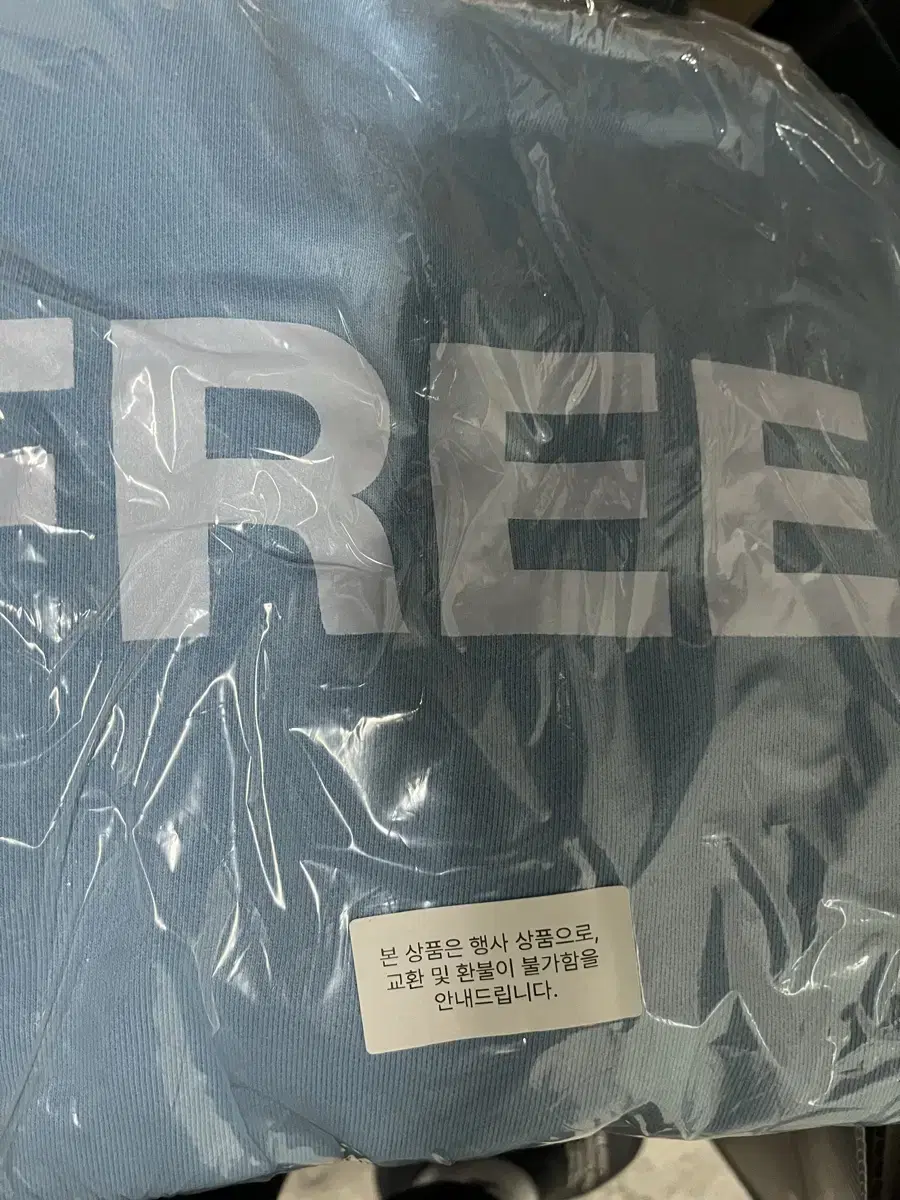 FREE
본 상품은 행사 상품으로,
교환 및 환불이 불가함을
안내드립니다.